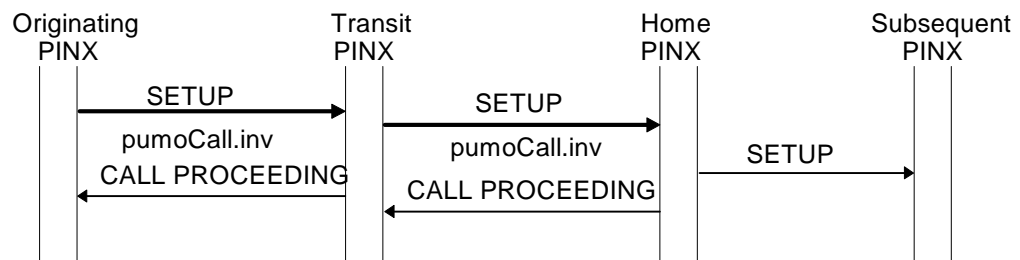 Originating PINX
Transit PINX
Home PINX
Subsequent PINX
SETUP
pumoCall.inv
CALL PROCEEDING
SETUP
pumoCall.inv
CALL PROCEEDING
SETUP